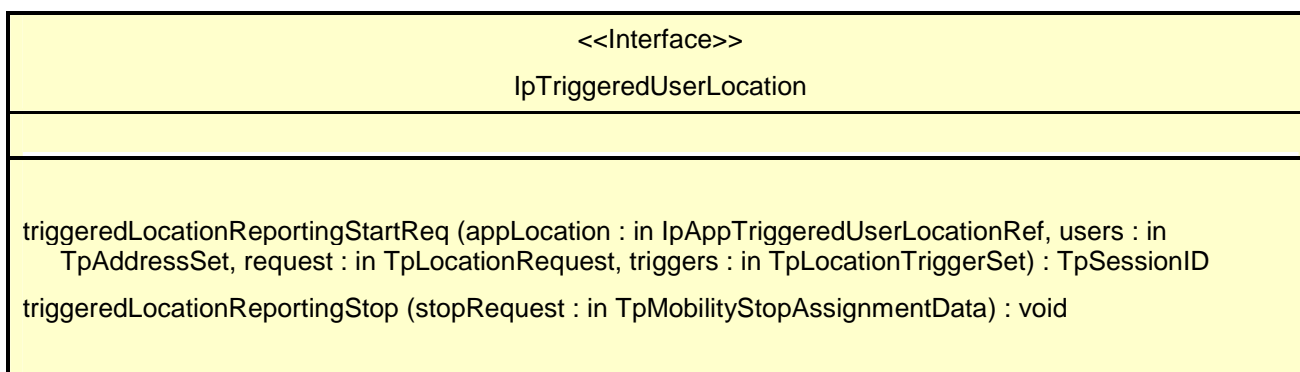 <<Interface>>
IpTriggeredUserLocation
triggeredLocationReportingStartReq (appLocation : in IpAppTriggeredUserLocationRef, users : in
TpAddressSet, request : in TpLocationRequest, triggers : in TpLocationTriggerSet) : TpSessionID
triggeredLocationReportingStop (stopRequest : in TpMobilityStopAssignmentData) : void